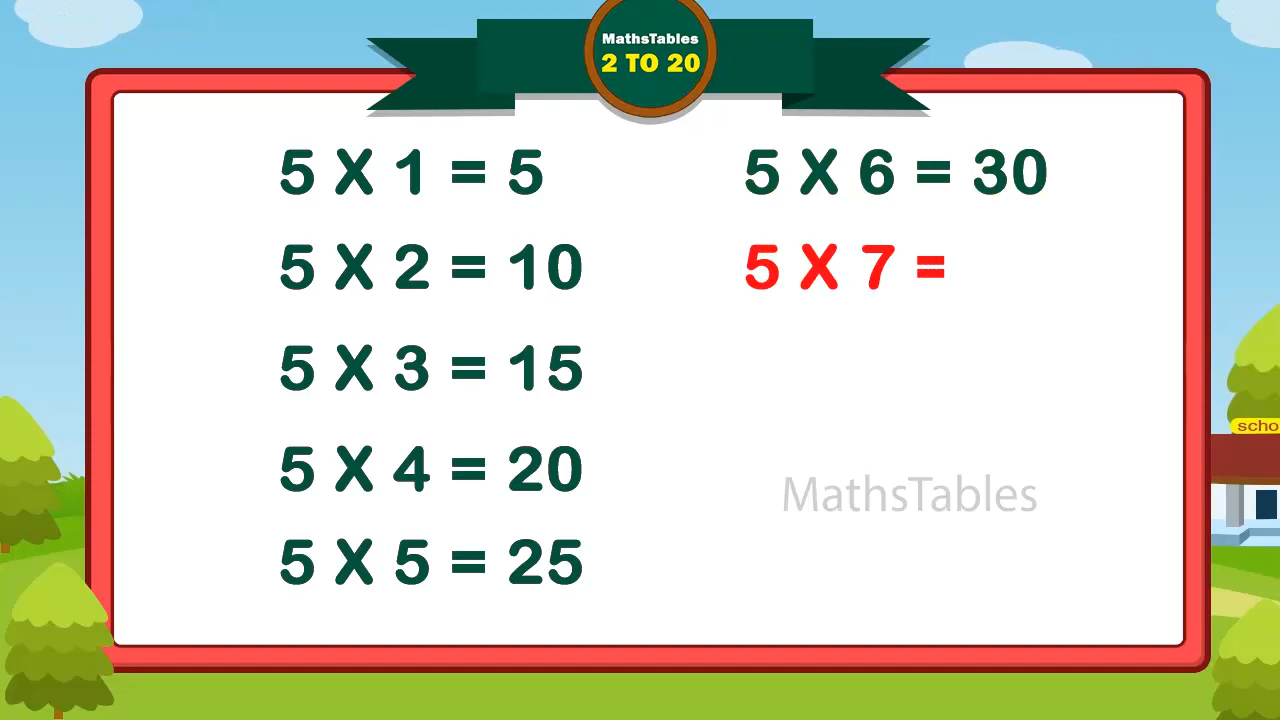 MathsTables
2 TO 20
5 X 1 = 5
5 X 2 = 10
5 X 3 = 15
5 X 4 = 20
5 X 5 = 25
5 X 6 = 30
5 X 7 =
MathsTables
scho